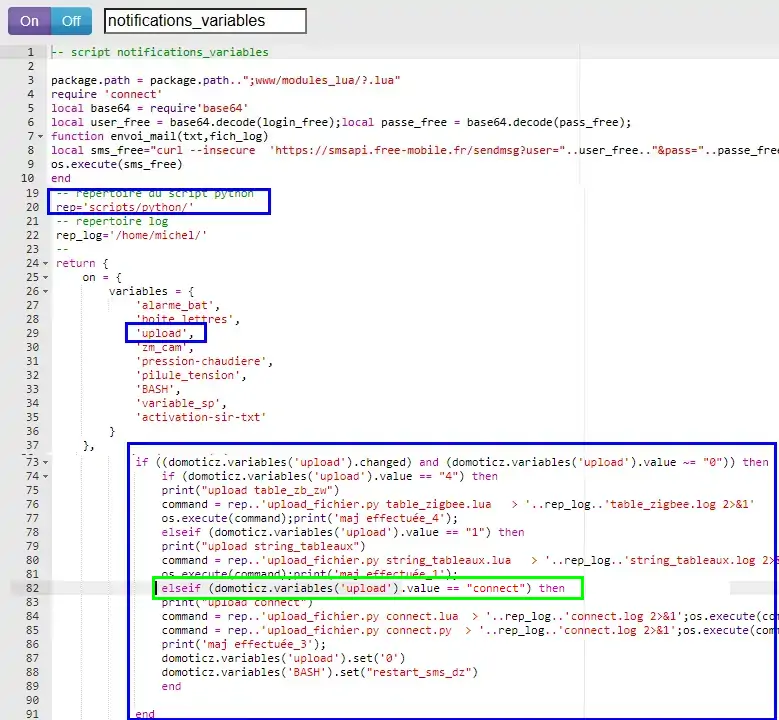 On Off notifications_variables
1 -- script notifications_variables
2
3 package.path = package.path..";www/modules_lua/?.lua"
4 require 'connect'
5 local base64 = require'base64'
6 local user_free = base64.decode(login_free);local passe_free = base64.decode(pass_free);
7 function envoi_mail(txt,fich_log)
8 local sms_free="curl --insecure  'https://smsapi.free-mobile.fr/sendmsg?user="..user_free.."&pass="..passe_free
9 os.execute(sms_free)
10 end
19 -- repertoire du script python
20 rep='scripts/python/'
21 -- repertoire log
22 rep_log='/home/michel/'
23 --
24 return {
25 on = {
26 variables = {
27 'alarme_bat',
28 'boite_lettres',
29 'upload',
30 'zm_cam',
31 'pression-chaudiere',
32 'pilule_tension',
33 'BASH',
34 'variable_sp',
35 'activation-sir-txt'
36 }
37 },
73 if ((domoticz.variables('upload').changed) and (domoticz.variables('upload').value ~= "0")) then
74 if (domoticz.variables('upload').value == "4") then
75 print("upload table_zb_zw")
76 command = rep..'upload_fichier.py table_zigbee.lua   > '..rep_log..'table_zigbee.log 2>&1'
77 os.execute(command);print('maj effectuée_4');
78 elseif (domoticz.variables('upload').value == "1") then
79 print("upload string_tableaux")
80 command = rep..'upload_fichier.py string_tableaux.lua   > '..rep_log..'string_tableaux.log 2>&
81 os.execute(command);print('maj effectuée_1');
82 elseif (domoticz.variables('upload').value == "connect") then
83 print("upload connect")
84 command = rep..'upload_fichier.py connect.lua  > '..rep_log..'connect.log 2>&1';os.execute(com
85 command = rep..'upload_fichier.py connect.py  > '..rep_log..'connect.log 2>&1';os.execute(comm
86 print('maj effectuée_3');
87 domoticz.variables('upload').set('0')
88 domoticz.variables('BASH').set("restart_sms_dz")
89 end
90
91 end